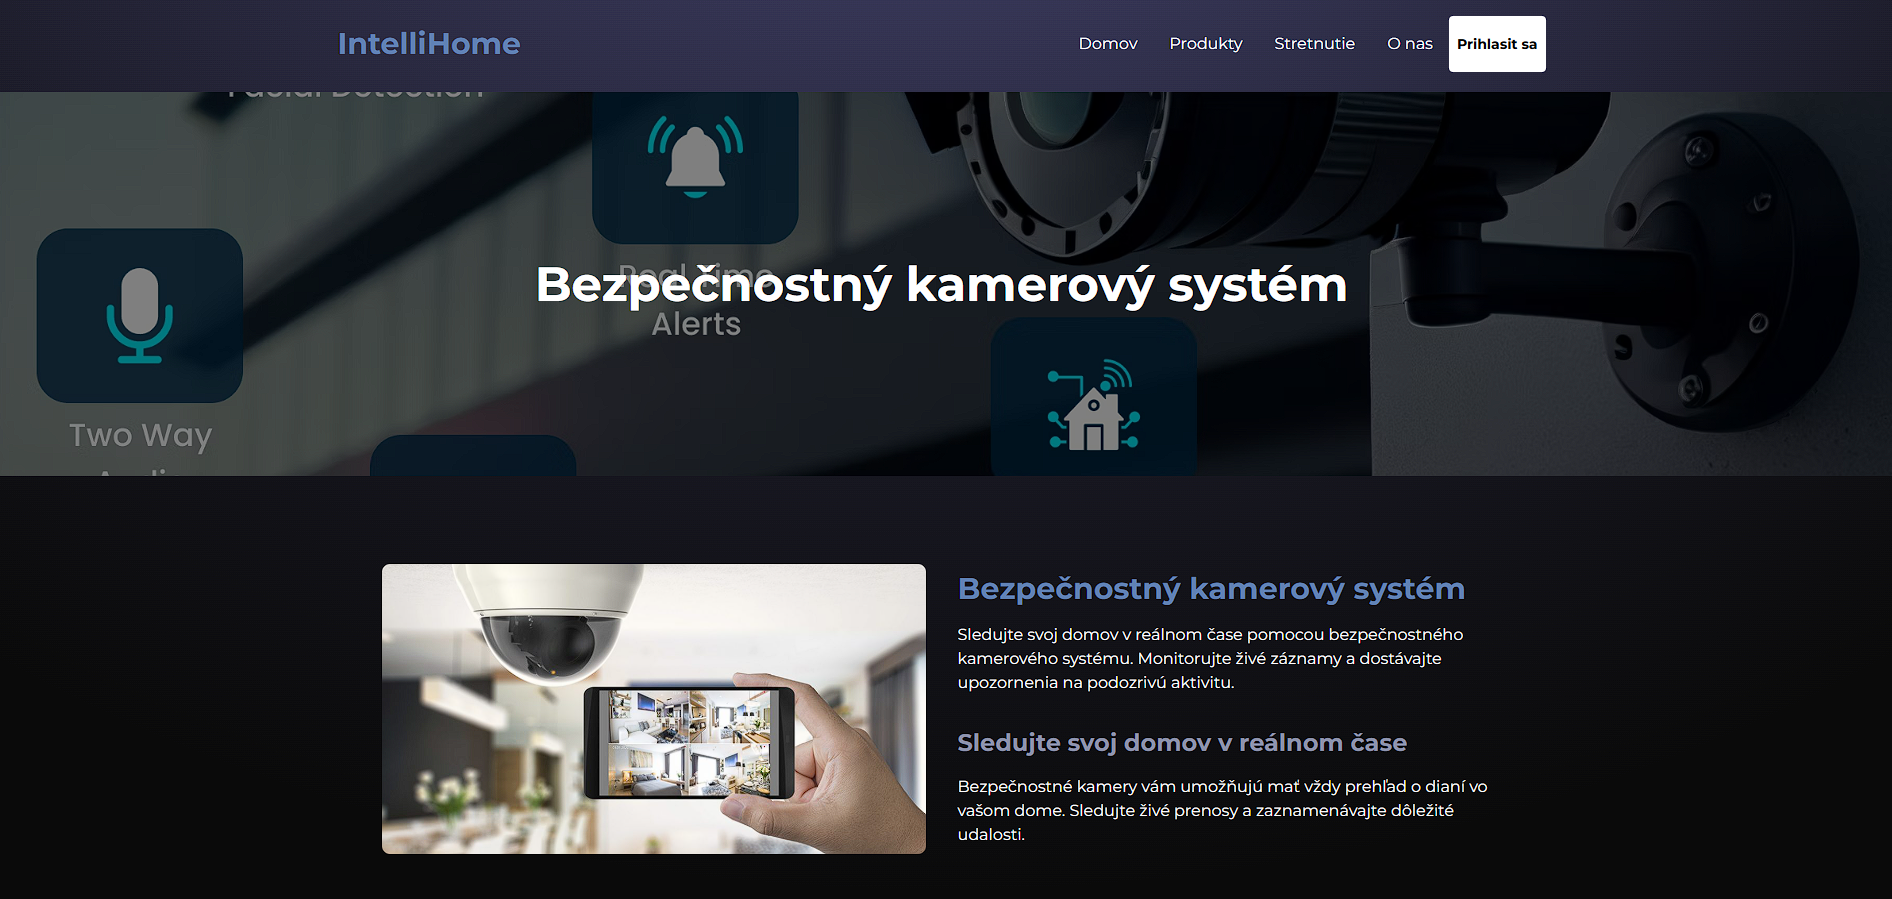 IntelliHome
Domov Produkty Stretnutie O nas Prihlasit sa
Facial Detection
Bezpečnostný kamerový systém
Real Time
Alerts
Two Way
Bezpečnostný kamerový systém
Sledujte svoj domov v reálnom čase pomocou bezpečnostného
kamerového systému. Monitorujte živé záznamy a dostávajte
upozornenia na podozrivú aktivitu.
Sledujte svoj domov v reálnom čase
Bezpečnostné kamery vám umožňujú mať vždy prehľad o dianí vo
vašom dome. Sledujte živé prenosy a zaznamenávajte dôležité
udalosti.